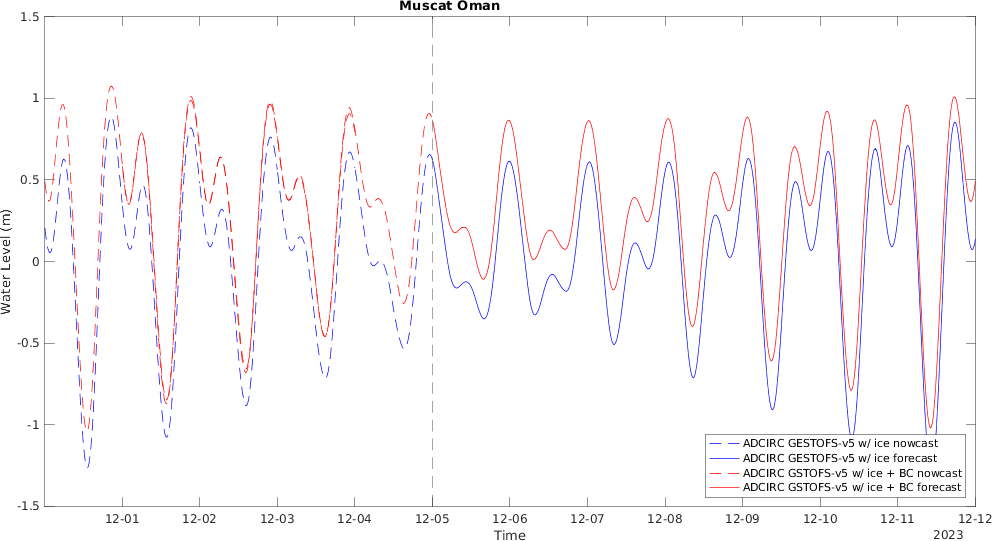 Muscat Oman
1.5
1
0.5
0
-0.5
-1
-1.5
Water Level (m)
12-01 12-02 12-03 12-04 12-05 12-06 12-07 12-08 12-09 12-10 12-11 12-12
Time
2023
ADCIRC GESTOFS-v5 w/ ice nowcast
ADCIRC GESTOFS-v5 w/ ice forecast
ADCIRC GSTOFS-v5 w/ ice + BC nowcast
ADCIRC GSTOFS-v5 w/ ice + BC forecast